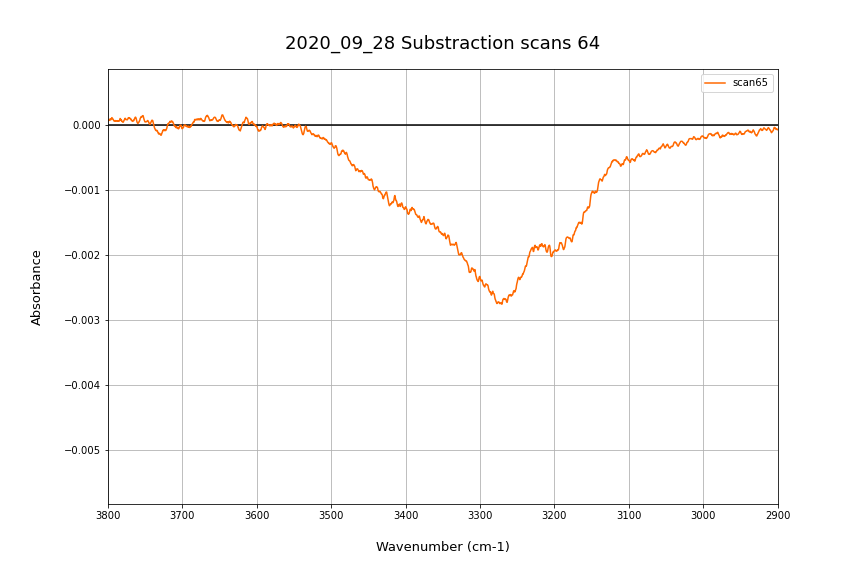 2020_09_28 Substraction scans 64
scan65
0.000
−0.001
−0.002
−0.003
−0.004
−0.005
Absorbance
3800 3700 3600 3500 3400 3300 3200 3100 3000 2900
Wavenumber (cm-1)